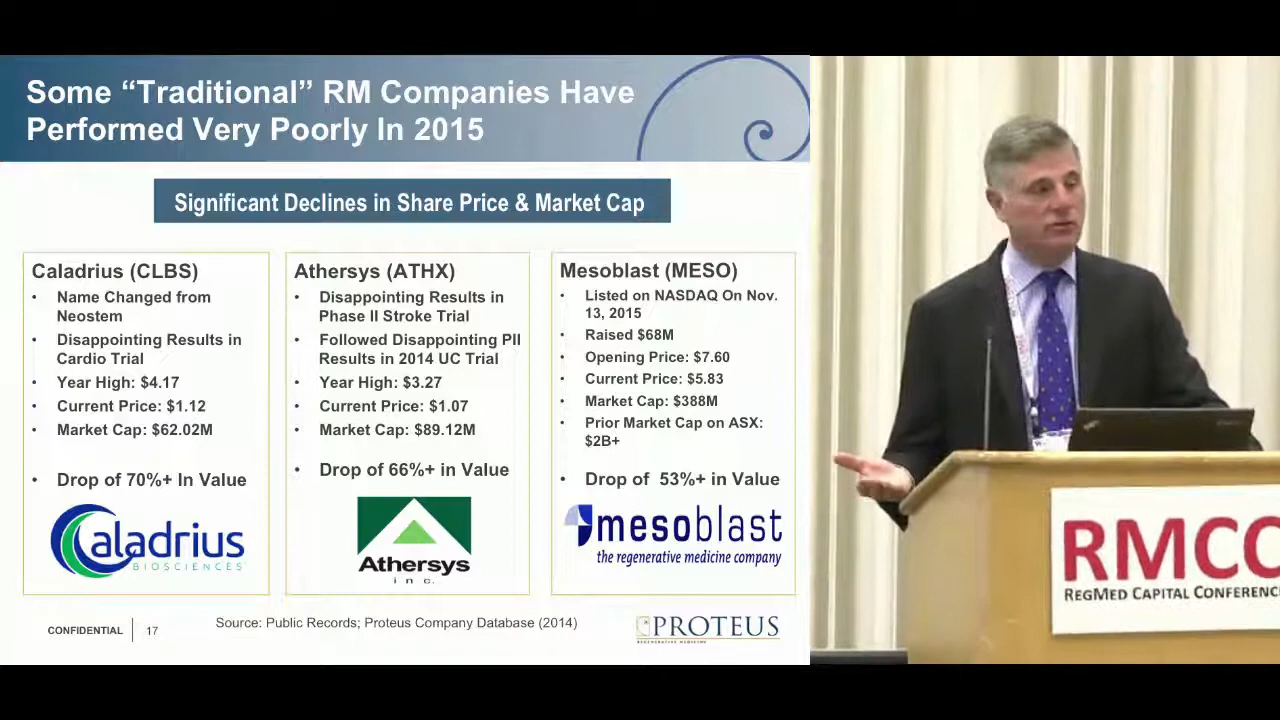 Some “Traditional” RM Companies Have
Performed Very Poorly In 2015
Significant Declines in Share Price & Market Cap
Caladrius (CLBS)
• Name Changed from
Neostem
• Disappointing Results in
Cardio Trial
• Year High: $4.17
• Current Price: $1.12
• Market Cap: $62.02M
• Drop of 70%+ In Value
Caladrius
BIOSCIENCES
Athersys (ATHX)
• Disappointing Results in
Phase II Stroke Trial
• Followed Disappointing PII
Results in 2014 UC Trial
• Year High: $3.27
• Current Price: $1.07
• Market Cap: $89.12M
• Drop of 66%+ in Value
Athersys
inc.
Mesoblast (MESO)
• Listed on NASDAQ On Nov.
13, 2015
• Raised $68M
• Opening Price: $7.60
• Current Price: $5.83
• Market Cap: $388M
• Prior Market Cap on ASX:
$2B+
• Drop of 53%+ in Value
mesoblast
the regenerative medicine company
CONFIDENTIAL 17
Source: Public Records; Proteus Company Database (2014)
PROTEUS
REGENERATIVE MEDICINE
RMCC
REGMED CAPITAL CONFERENCE